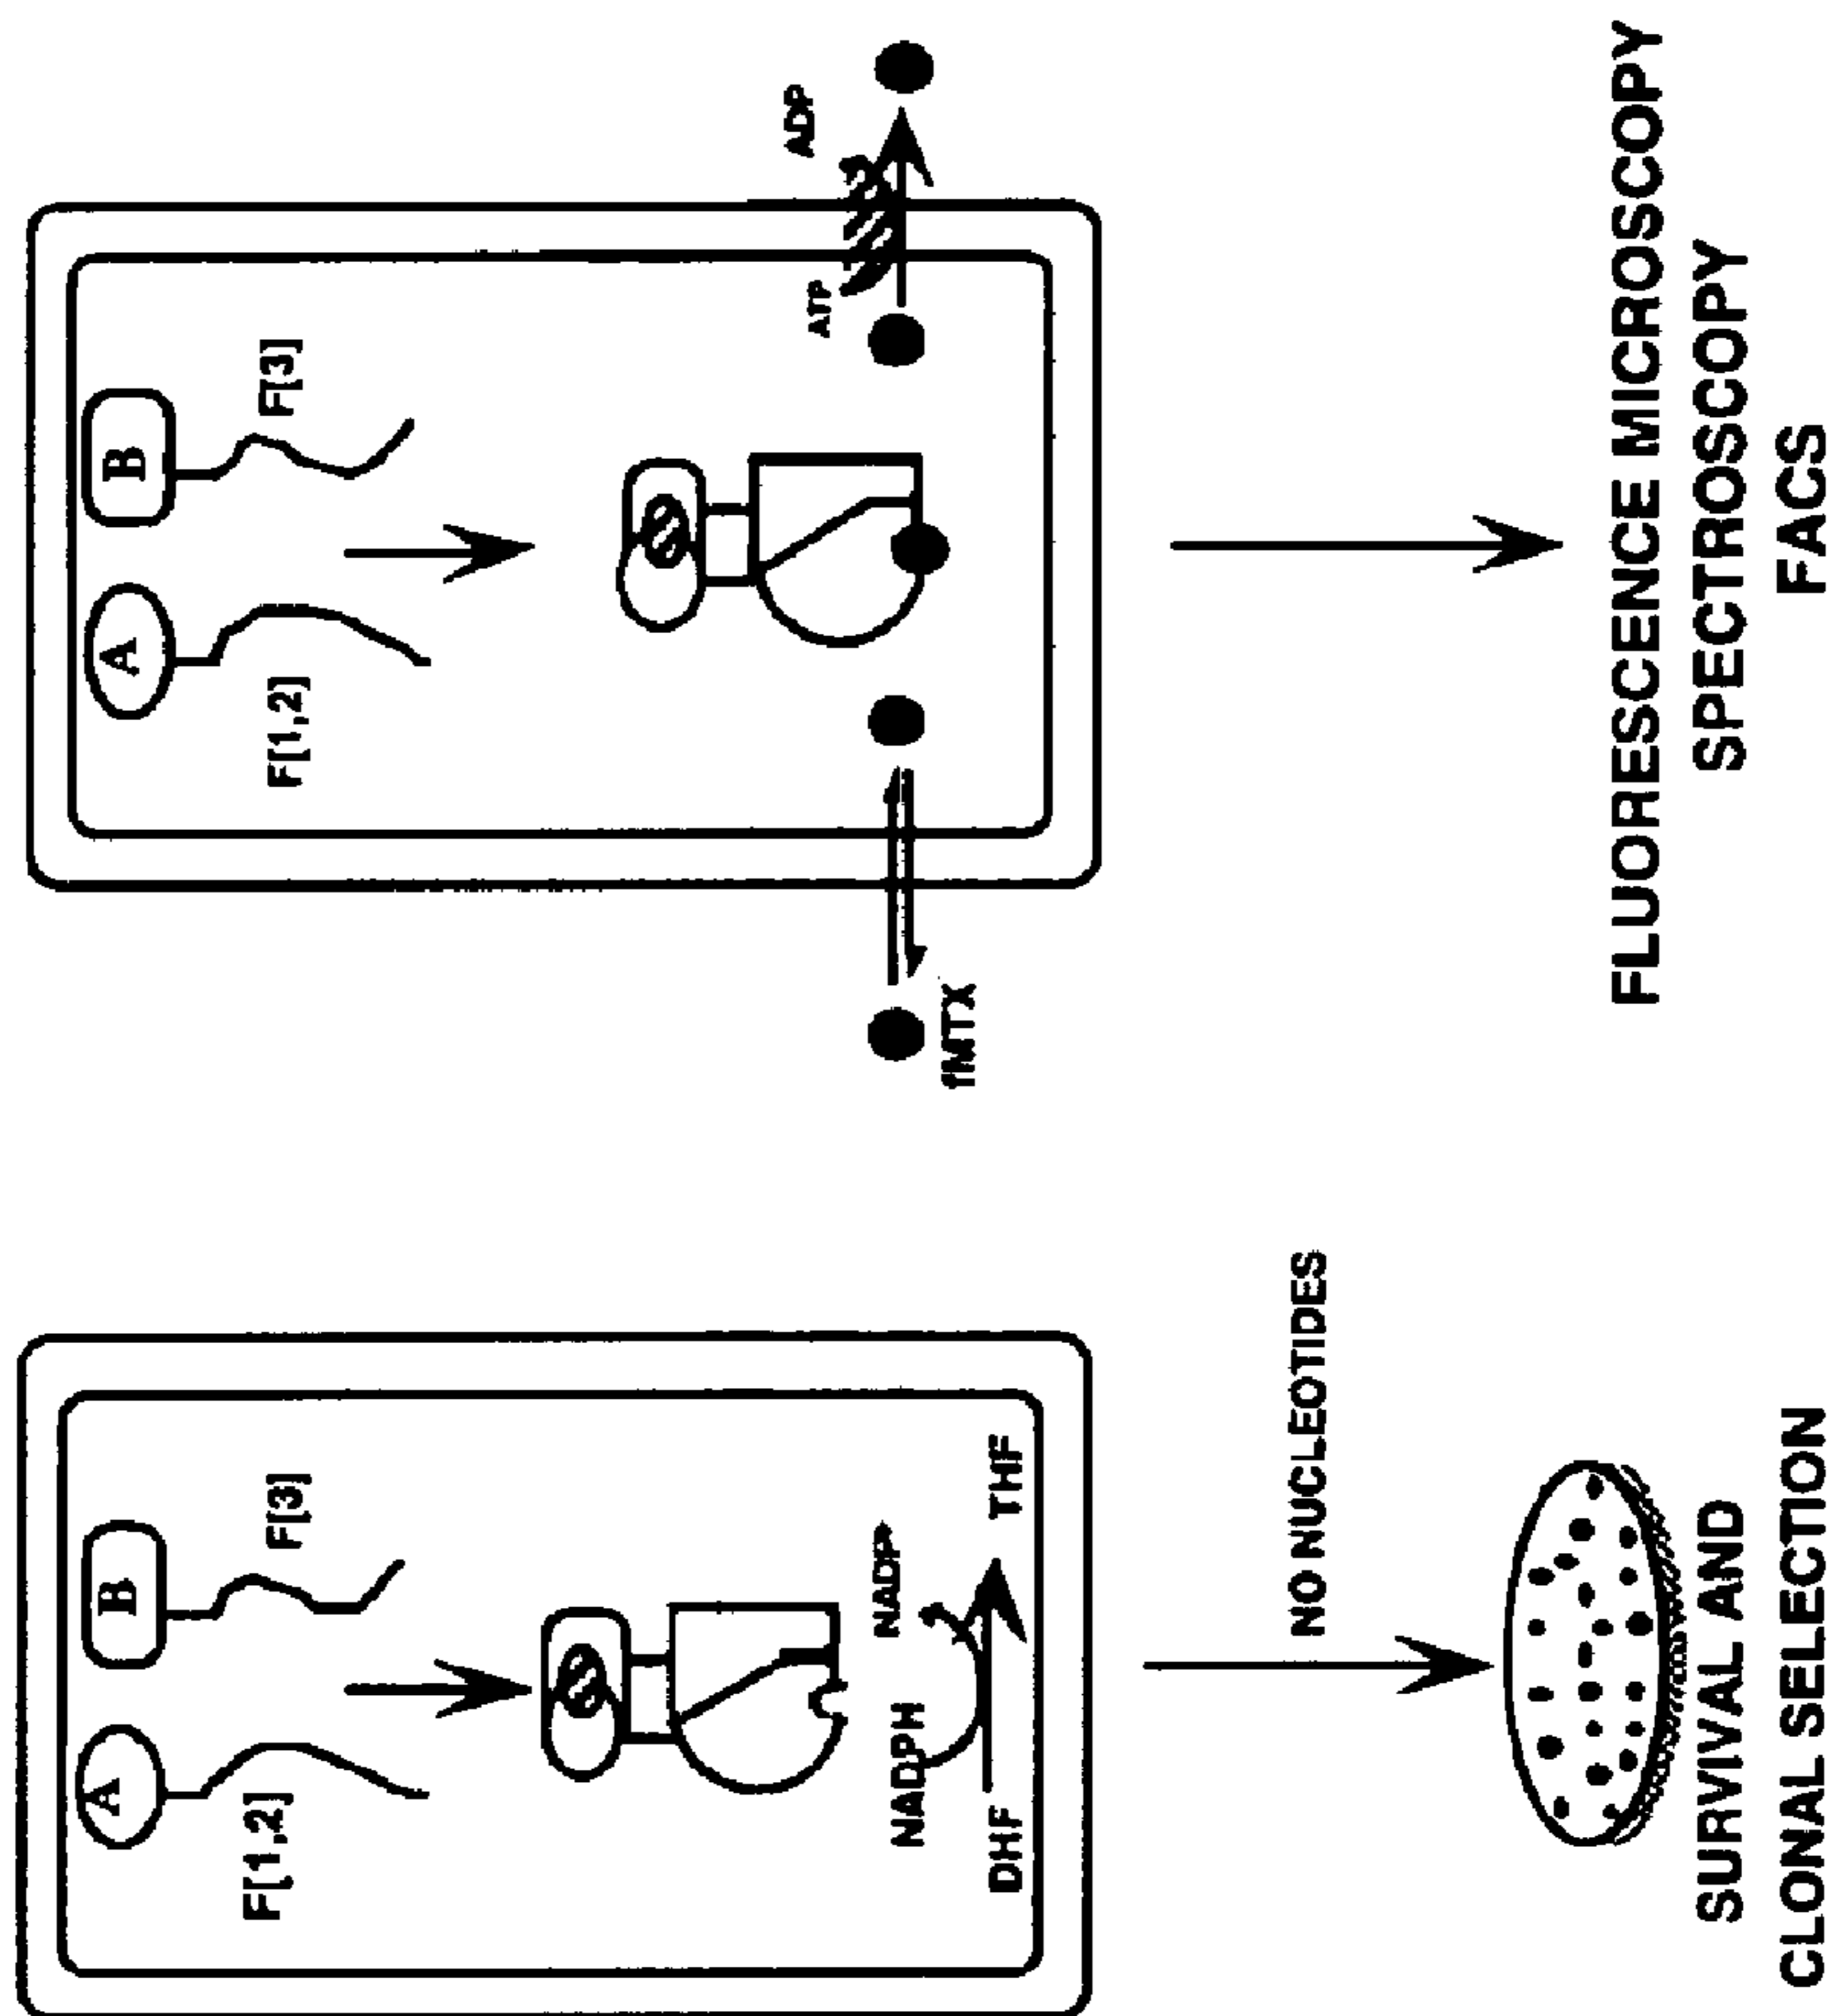 A
B
F[1,2]
F[3]
NADPH
NADP
DHF
THF
NO NUCLEOTIDES
SURVIVAL AND
CLONAL SELECTION
A
B
F[1,2]
F[3]
ATP
ADP
fMTX
FLUORESCENCE MICROSCOPY
SPECTROSCOPY
FACS